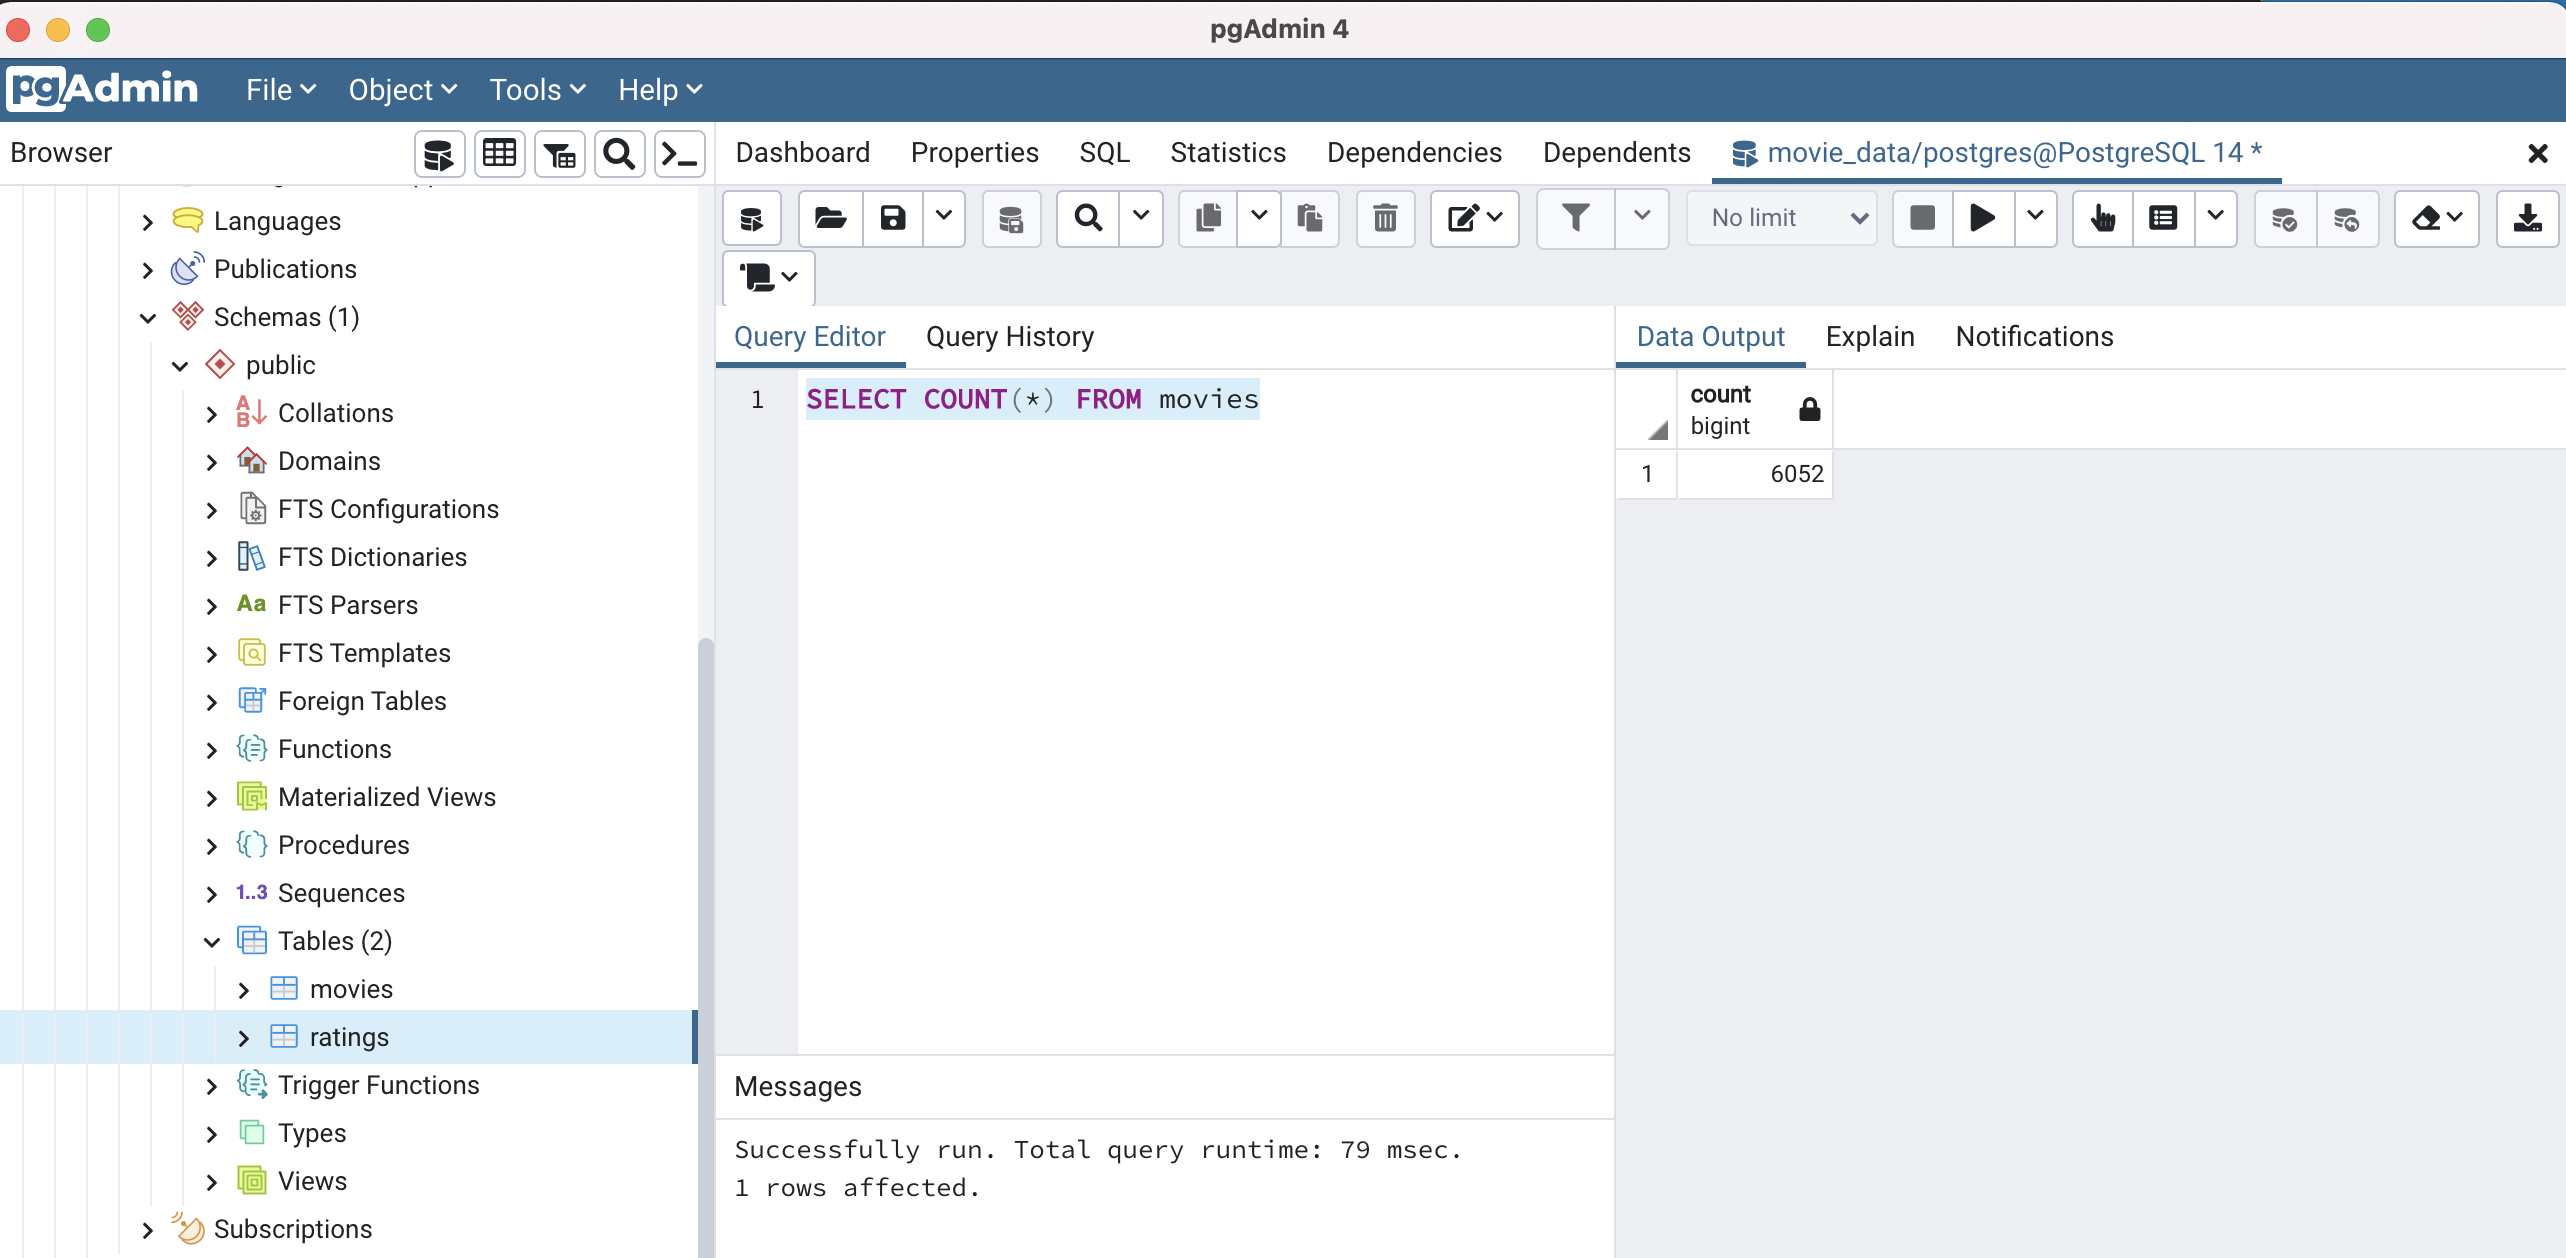 pgAdmin 4
pgAdmin File Object Tools Help
Browser
Dashboard Properties SQL Statistics Dependencies Dependents movie_data/postgres@PostgreSQL 14 *
No limit
Languages
Publications
Schemas (1)
public
Collations
Domains
FTS Configurations
FTS Dictionaries
Aa FTS Parsers
FTS Templates
Foreign Tables
Functions
Materialized Views
Procedures
1..3 Sequences
Tables (2)
movies
ratings
Trigger Functions
Types
Views
Subscriptions
Query Editor Query History
1 SELECT COUNT(*) FROM movies
Messages
Successfully run. Total query runtime: 79 msec.
1 rows affected.
Data Output Explain Notifications
count
bigint
1 6052